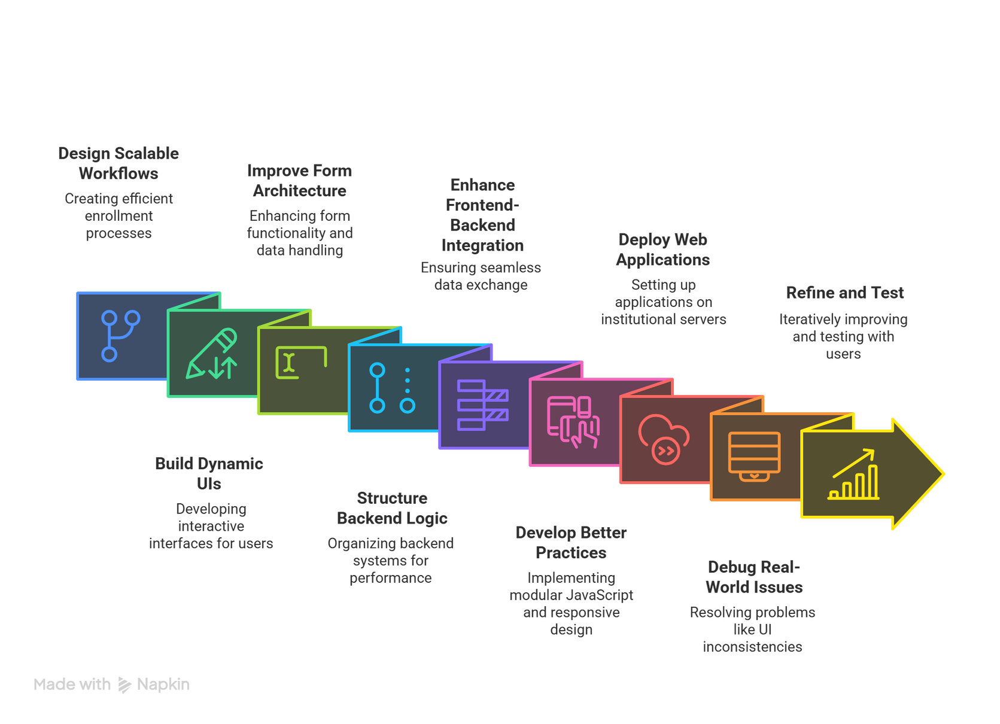 Design Scalable
Workflows
Creating efficient
enrollment
processes
Build Dynamic
UIs
Developing
interactive
interfaces for users
Improve Form
Architecture
Enhancing form
functionality and
data handling
Structure
Backend Logic
Organizing backend
systems for
performance
Enhance
Frontend-
Backend
Integration
Ensuring seamless
data exchange
Develop Better
Practices
Implementing
modular JavaScript
and responsive
design
Deploy Web
Applications
Setting up
applications on
institutional servers
Debug Real-
World Issues
Resolving problems
like UI
inconsistencies
Refine and Test
Iteratively improving
and testing with
users
Made with Napkin